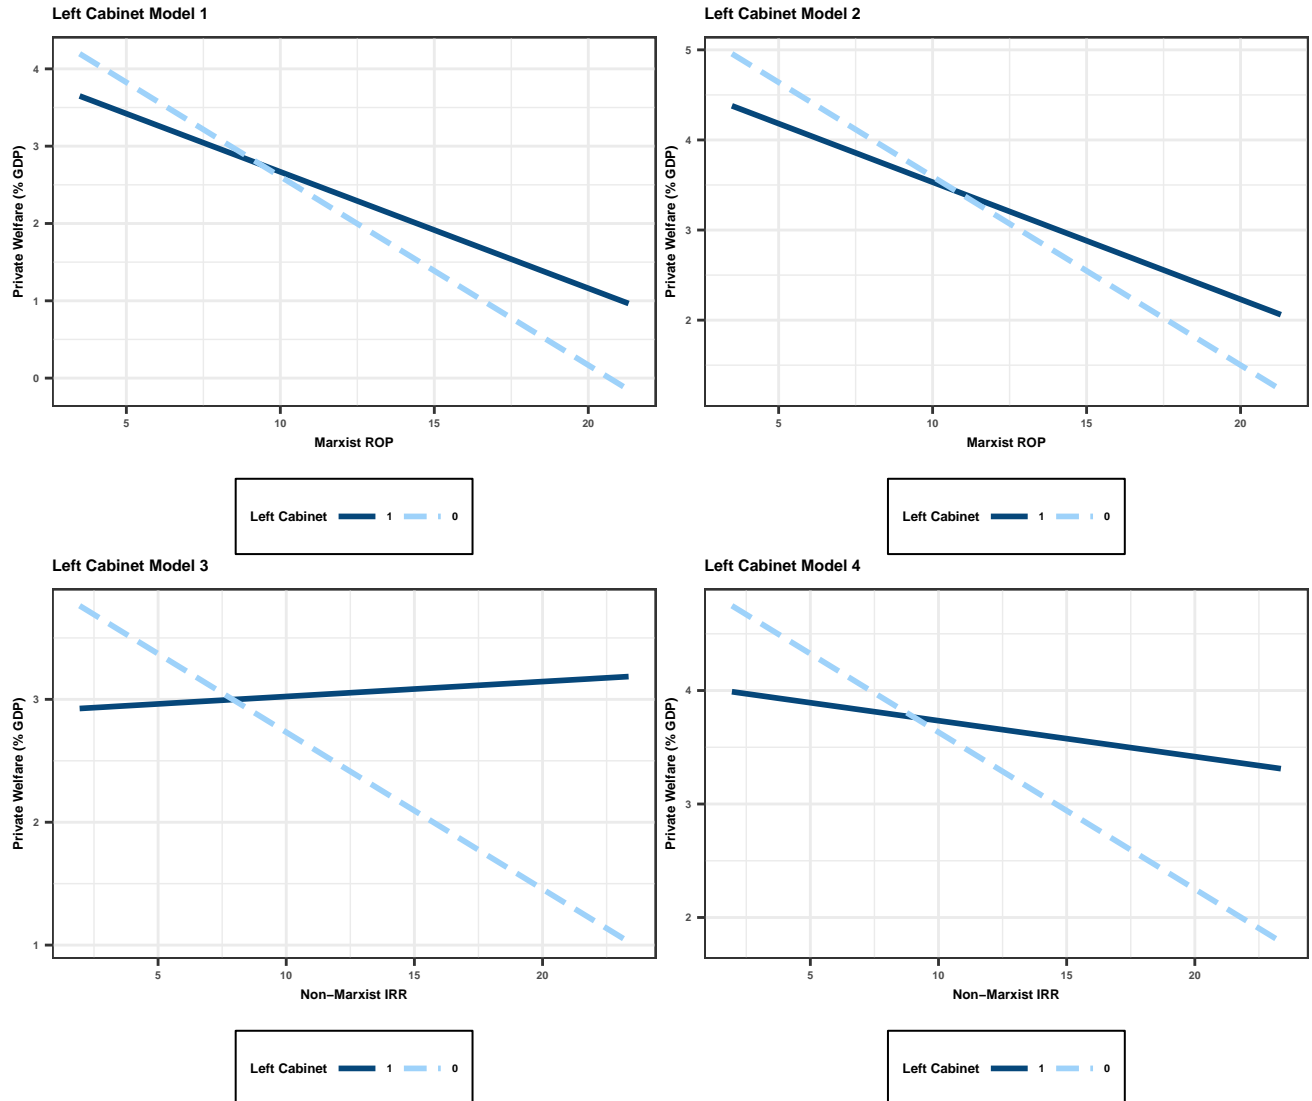 Left Cabinet Model 1
Private Welfare (% GDP)
4
3
2
1
0
5 10 15 20
Marxist ROP
Left Cabinet 1 0
Left Cabinet Model 2
Private Welfare (% GDP)
5
4
3
2
5 10 15 20
Marxist ROP
Left Cabinet 1 0
Left Cabinet Model 3
Private Welfare (% GDP)
3
2
1
5 10 15 20
Non−Marxist IRR
Left Cabinet 1 0
Left Cabinet Model 4
Private Welfare (% GDP)
4
3
2
5 10 15 20
Non−Marxist IRR
Left Cabinet 1 0